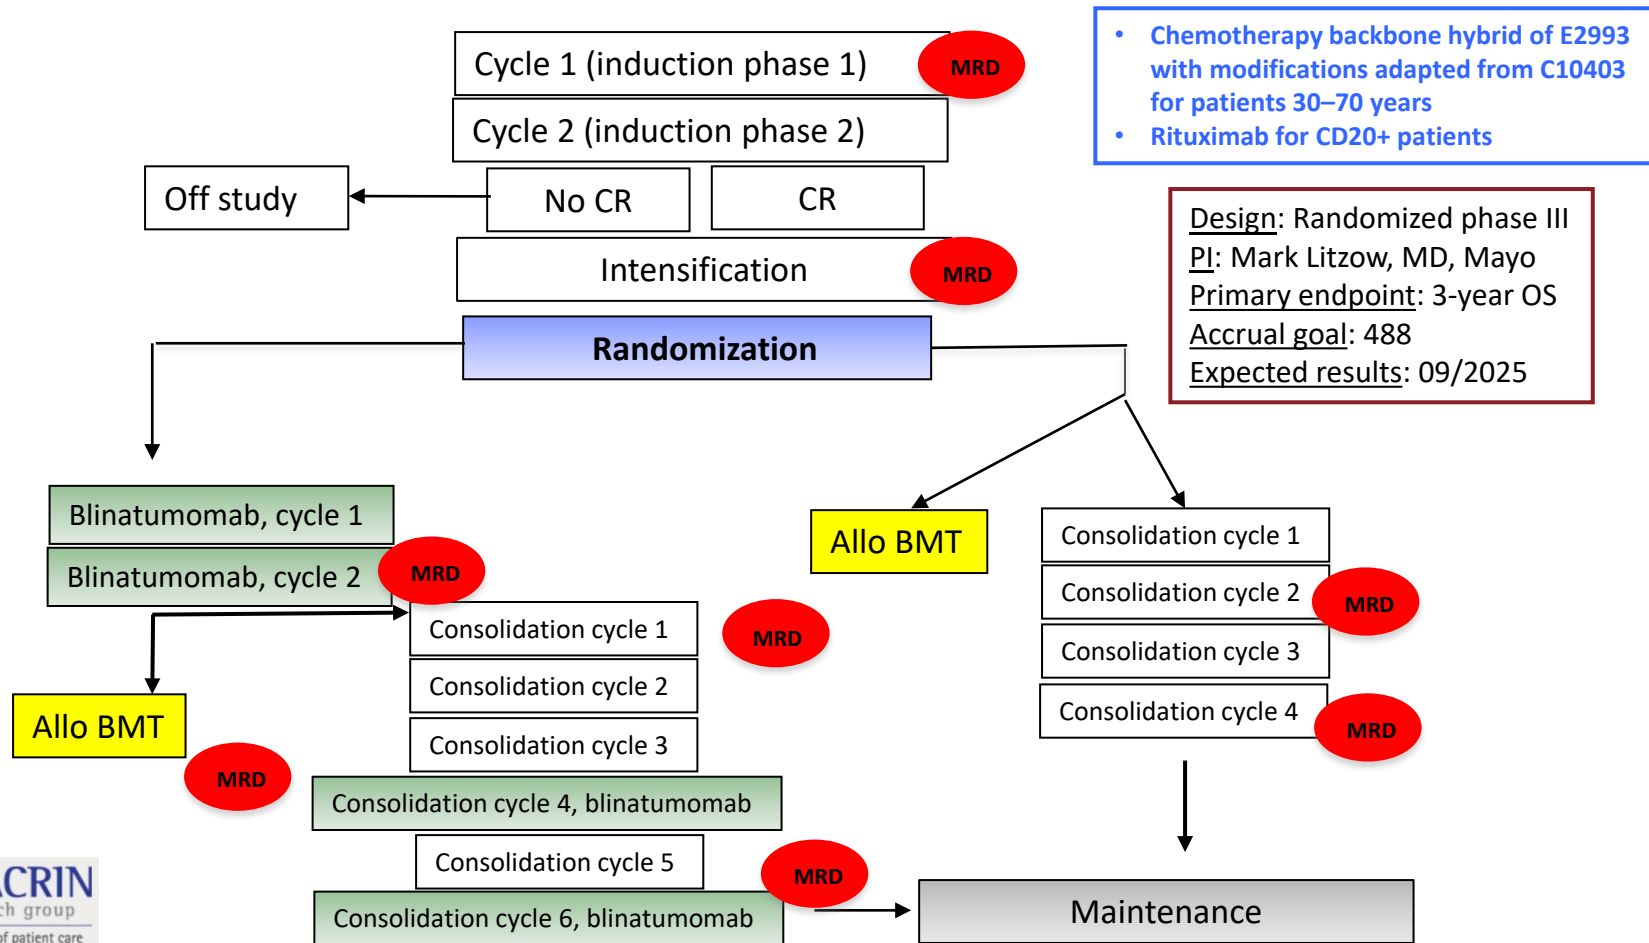 Cycle 1 (induction phase 1)
MRD
Cycle 2 (induction phase 2)
Off study
No CR
CR
Intensification
MRD
Randomization
• Chemotherapy backbone hybrid of E2993
with modifications adapted from C10403
for patients 30–70 years
• Rituximab for CD20+ patients
Design: Randomized phase III
PI: Mark Litzow, MD, Mayo
Primary endpoint: 3-year OS
Accrual goal: 488
Expected results: 09/2025
Blinatumomab, cycle 1
Blinatumomab, cycle 2
MRD
Allo BMT
MRD
Consolidation cycle 1
MRD
Consolidation cycle 2
Consolidation cycle 3
Consolidation cycle 4, blinatumomab
Consolidation cycle 5
MRD
Consolidation cycle 6, blinatumomab
Allo BMT
Consolidation cycle 1
Consolidation cycle 2
MRD
Consolidation cycle 3
Consolidation cycle 4
MRD
Maintenance
ACRIN
group
of patient care